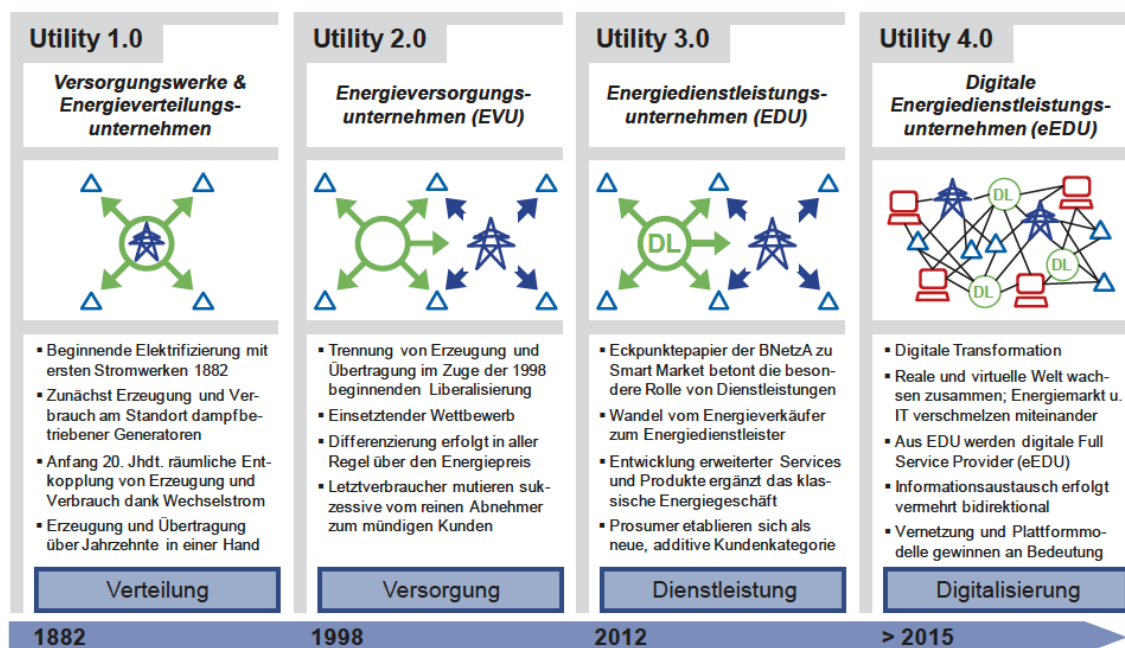 Utility 1.0
Versorgungswerke &
Energieverteilungs-
unternehmen
▪ Beginnende Elektrifizierung mit
ersten Stromwerken 1882
▪ Zunächst Erzeugung und Ver-
brauch am Standort dampfbe-
triebener Generatoren
▪ Anfang 20. Jhdt. räumliche Ent-
kopplung von Erzeugung und
Verbrauch dank Wechselstrom
▪ Erzeugung und Übertragung
über Jahrzehnte in einer Hand
Verteilung
1882
Utility 2.0
Energieversorgungs-
unternehmen (EVU)
▪ Trennung von Erzeugung und
Übertragung im Zuge der 1998
beginnenden Liberalisierung
▪ Einsetztender Wettbewerb
▪ Differenzierung erfolgt in aller
Regel über den Energiepreis
▪ Letztverbraucher mutieren suk-
zessive vom reinen Abnehmer
zum mündigen Kunden
Versorgung
1998
Utility 3.0
Energiedienstleistungs-
unternehmen (EDU)
DL
▪ Eckpunktepapier der BNetzA zu
Smart Market betont die beson-
dere Rolle von Dienstleistungen
▪ Wandel vom Energieverkäufer
zum Energiedienstleister
▪ Entwicklung erweiterter Services
und Produkte ergänzt das klas-
sische Energiegeschäft
▪ Prosumer etablieren sich als
neue, additive Kundenkategorie
Dienstleistung
2012
Utility 4.0
Digitale
Energiedienstleistungs-
unternehmen (eEDU)
DL
DL
DL
▪ Digitale Transformation
▪ Reale und virtuelle Welt wach-
sen zusammen; Energiemarkt u.
IT verschmelzen miteinander
▪ Aus EDU werden digitale Full
Service Provider (eEDU)
▪ Informationsaustausch erfolgt
vermehrt bidirektional
▪ Vernetzung und Plattformmo-
delle gewinnen an Bedeutung
Digitalisierung
> 2015